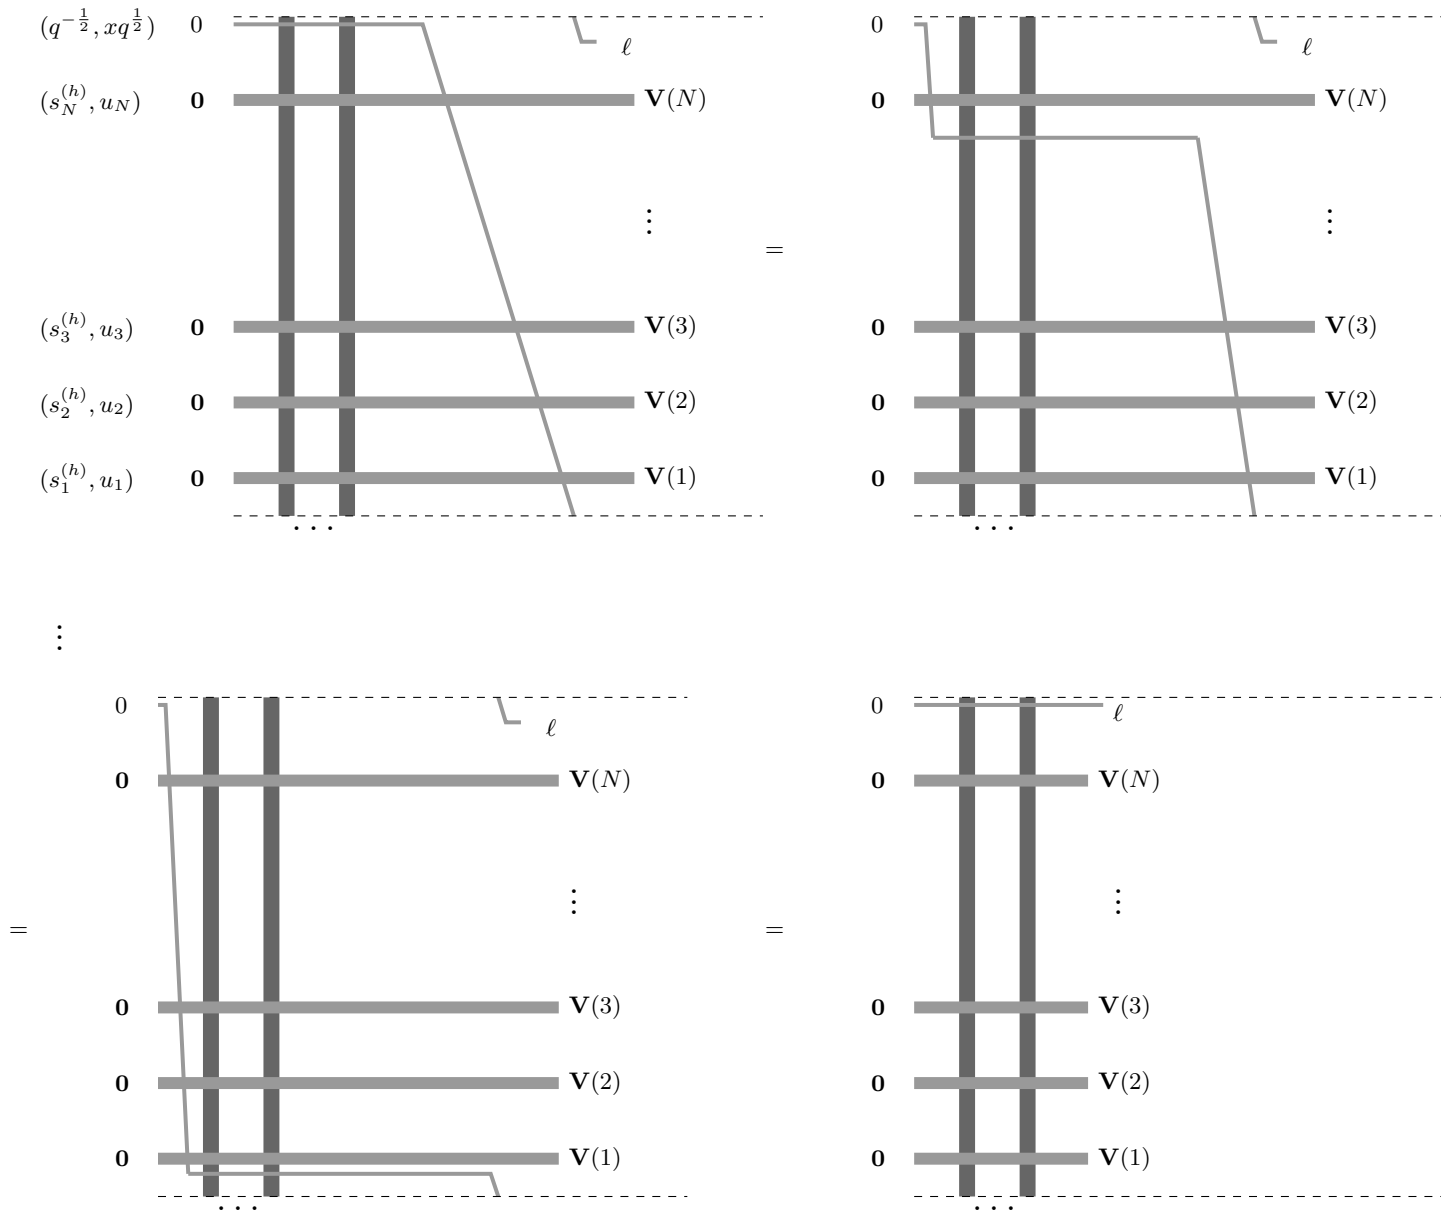 (q^{-\frac{1}{2}}, xq^{\frac{1}{2}}) 0 ℓ 0 ℓ
(s_N^{(h)}, u_N) 𝟎 𝐕(N) 𝟎 𝐕(N)
⋮ ⋮
=
(s_3^{(h)}, u_3) 𝟎 𝐕(3) 𝟎 𝐕(3)
(s_2^{(h)}, u_2) 𝟎 𝐕(2) 𝟎 𝐕(2)
(s_1^{(h)}, u_1) 𝟎 𝐕(1) 𝟎 𝐕(1)
··· ···
⋮
0 ℓ 0 ℓ
𝟎 𝐕(N) 𝟎 𝐕(N)
⋮ ⋮
= =
𝟎 𝐕(3) 𝟎 𝐕(3)
𝟎 𝐕(2) 𝟎 𝐕(2)
𝟎 𝐕(1) 𝟎 𝐕(1)
··· ···